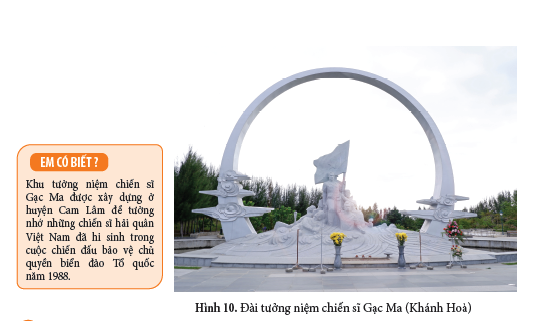 EM CÓ BIẾT ?
Khu tưởng niệm chiến sĩ
Gạc Ma được xây dựng ở
huyện Cam Lâm để tưởng
nhớ những chiến sĩ hải quân
Việt Nam đã hi sinh trong
cuộc chiến đấu bảo vệ chủ
quyền biển đảo Tổ quốc
năm 1988.
Hình 10. Đài tưởng niệm chiến sĩ Gạc Ma (Khánh Hoà)